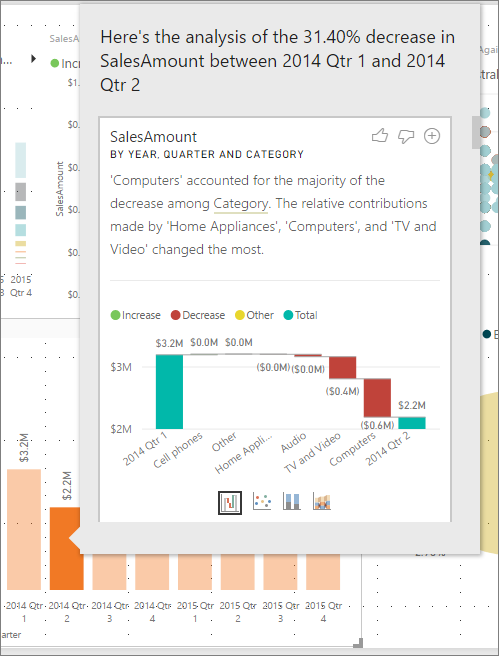 Here's the analysis of the 31.40% decrease in
SalesAmount between 2014 Qtr 1 and 2014
Qtr 2
SalesAmount
BY YEAR, QUARTER AND CATEGORY
'Computers' accounted for the majority of the
decrease among Category. The relative contributions
made by 'Home Appliances', 'Computers', and 'TV and
Video' changed the most.
Increase Decrease Other Total
$3.2M $0.0M $0.0M
$3M
($0.0M) ($0.0M)
($0.4M)
$2.2M
($0.6M)
$2M
2014 Qtr 1
Cell phones
Other
Home Appli...
Audio
TV and Video
Computers
2014 Qtr 2
SalesA
Incr
$1.
$0.
$0.
$0.
$0.
$0.
SalesAmount
2015
Qtr 4
Agai
stral
$3.2M
$2.2M
2014 Qtr 2014 Qtr 2014 Qtr 2014 Qtr 2015 Qtr 2015 Qtr 2015 Qtr 2015 Qtr
1 2 3 4 1 2 3 4
arter